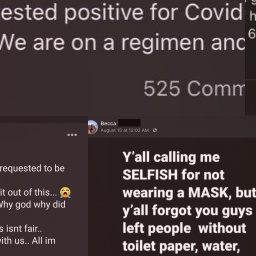 ested positive for Covid
We are on a regimen and
525 Comm
h
6
Becca
August 15 at 12:02 AM
requested to be
it out of this... 😭
Why god why did
s isnt fair..
with us.. All im
Y'all calling me
SELFISH for not
wearing a MASK, but
y'all forgot you guys
left people without
toilet paper, water,